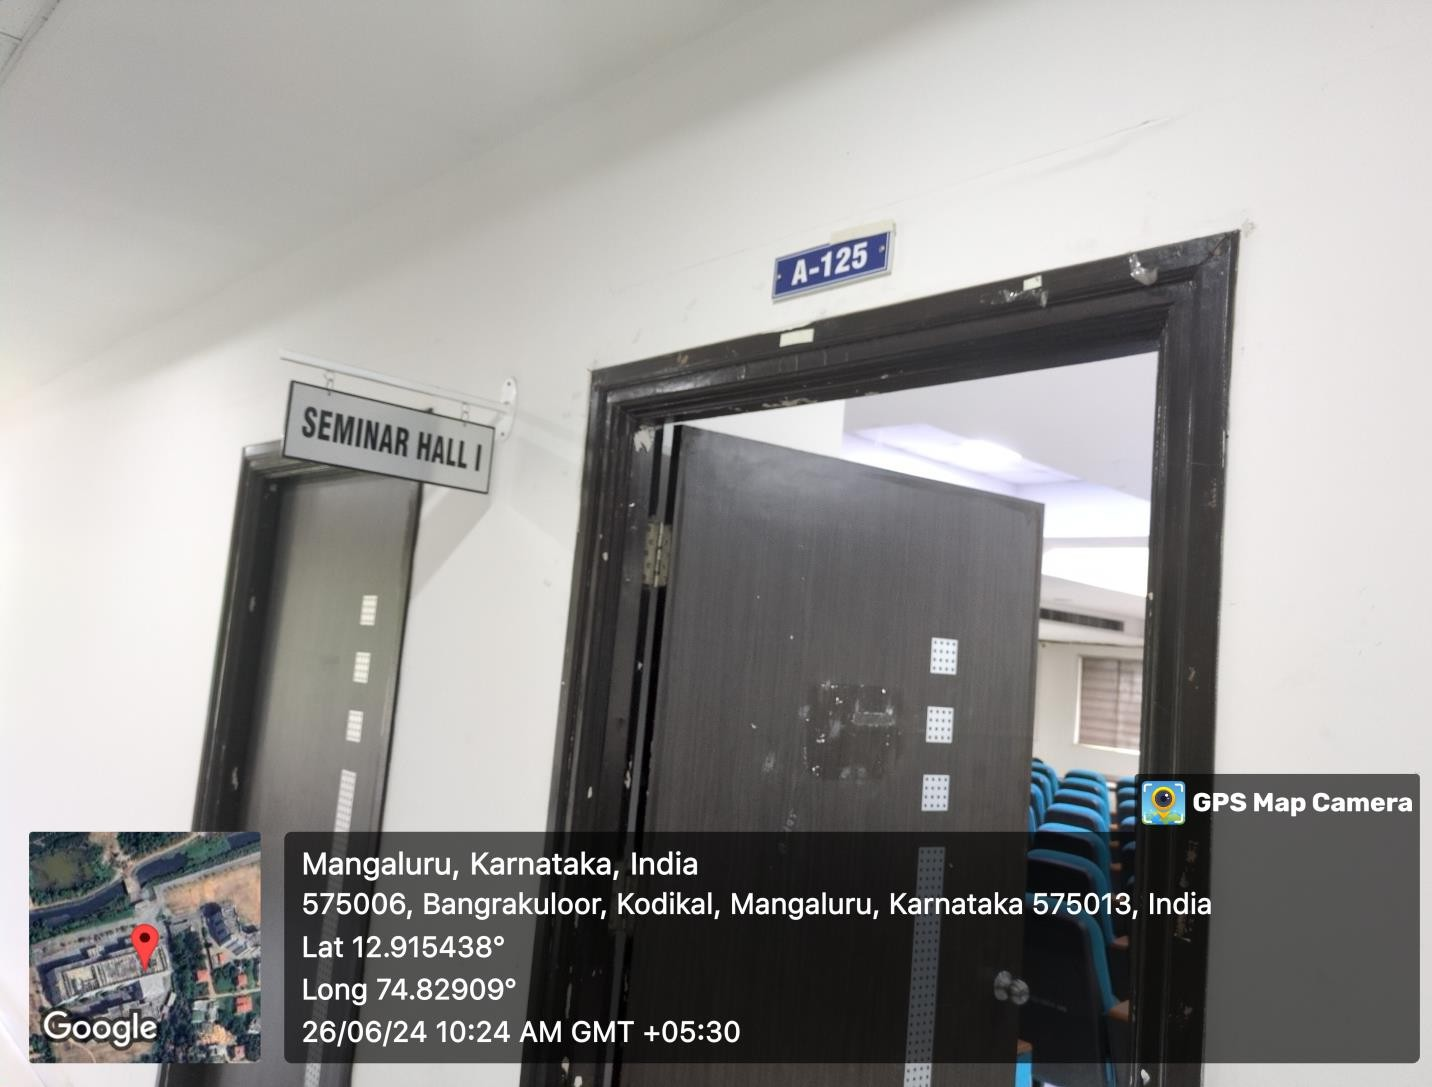 A-125
SEMINAR HALL I
GPS Map Camera
Mangaluru, Karnataka, India
575006, Bangrakuloor, Kodikal, Mangaluru, Karnataka 575013, India
Lat 12.915438°
Long 74.82909°
26/06/24 10:24 AM GMT +05:30
Google